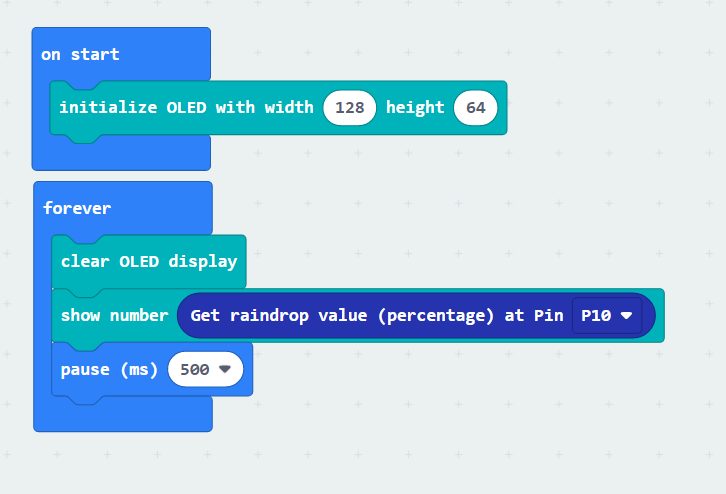 on start
initialize OLED with width 128 height 64
forever
clear OLED display
show number Get raindrop value (percentage) at Pin P10
pause (ms) 500